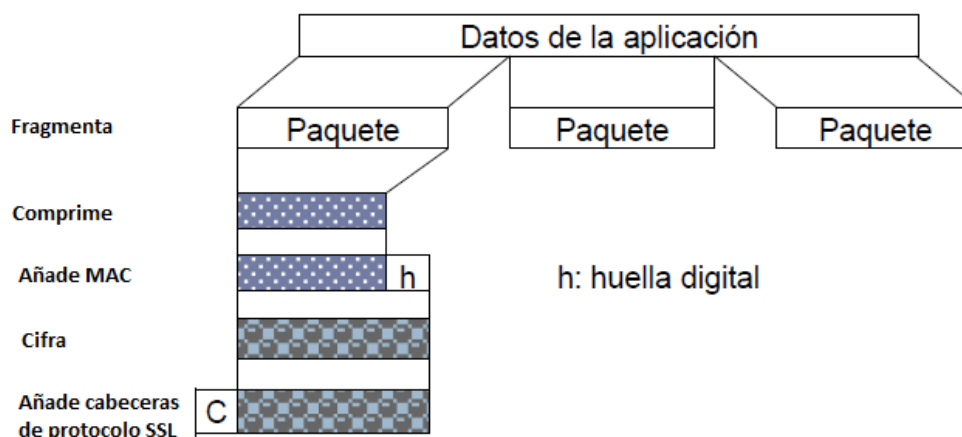 Datos de la aplicación
Fragmenta
Paquete
Paquete
Paquete
Comprime
Añade MAC
h
h: huella digital
Cifra
Añade cabeceras
de protocolo SSL
C